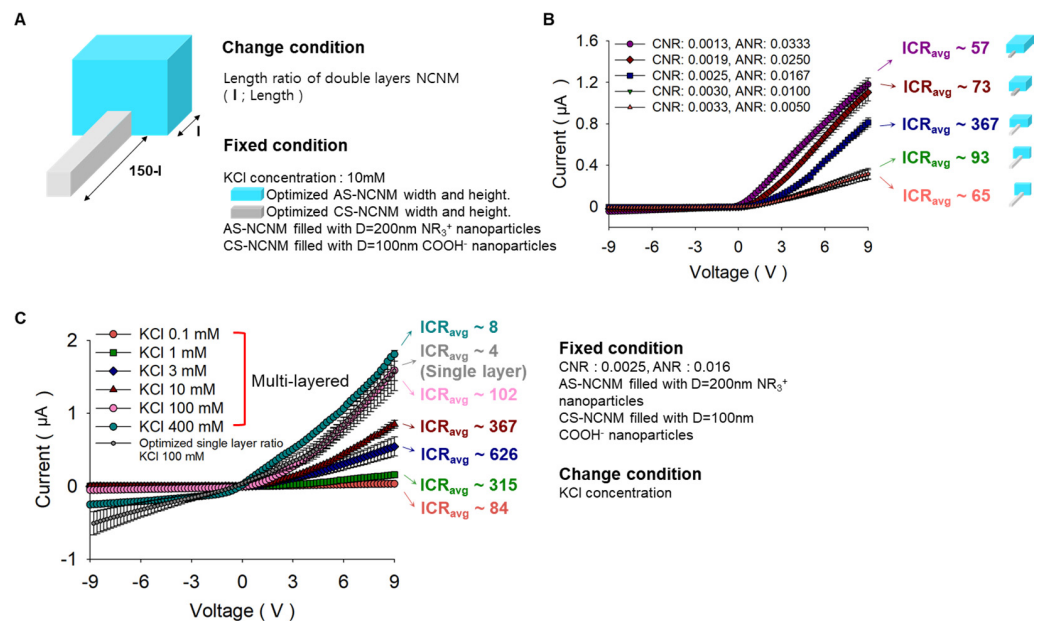 A
Change condition
Length ratio of double layers NCNM
( l ; Length )
l
150-l
Fixed condition
KCl concentration : 10mM
Optimized AS-NCNM width and height.
Optimized CS-NCNM width and height.
AS-NCNM filled with D=200nm NR₃⁺ nanoparticles
CS-NCNM filled with D=100nm COOH⁻ nanoparticles
B
CNR: 0.0013, ANR: 0.0333
CNR: 0.0019, ANR: 0.0250
CNR: 0.0025, ANR: 0.0167
CNR: 0.0030, ANR: 0.0100
CNR: 0.0033, ANR: 0.0050
Current ( μA )
1.6
1.2
0.8
0.4
0
-9 -6 -3 0 3 6 9
Voltage ( V )
ICRavg ~ 57
ICRavg ~ 73
ICRavg ~ 367
ICRavg ~ 93
ICRavg ~ 65
C
KCl 0.1 mM
KCl 1 mM
KCl 3 mM
KCl 10 mM
KCl 100 mM
KCl 400 mM
Optimized single layer ratio
KCl 100 mM
Multi-layered
Current ( μA )
2
1
0
-1
-9 -6 -3 0 3 6 9
Voltage ( V )
ICRavg ~ 8
ICRavg ~ 4
(Single layer)
ICRavg ~ 102
ICRavg ~ 367
ICRavg ~ 626
ICRavg ~ 315
ICRavg ~ 84
Fixed condition
CNR : 0.0025, ANR : 0.016
AS-NCNM filled with D=200nm NR₃⁺
nanoparticles
CS-NCNM filled with D=100nm
COOH⁻ nanoparticles
Change condition
KCl concentration